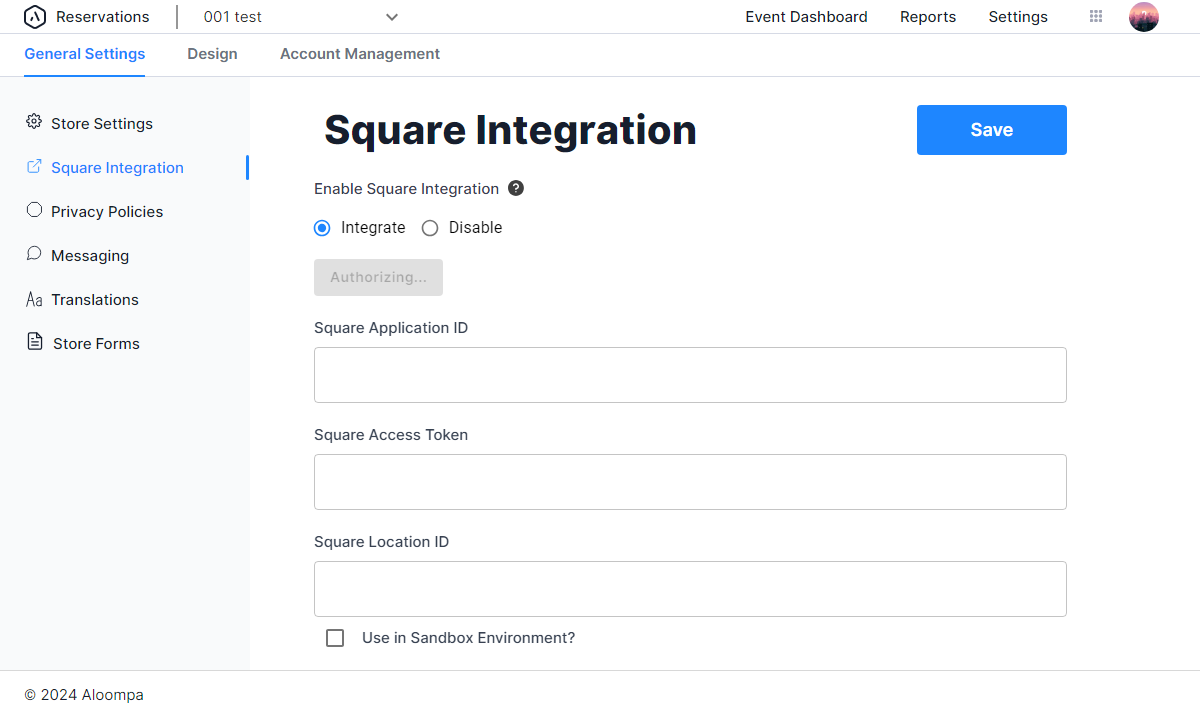 Reservations 001 test Event Dashboard Reports Settings
General Settings Design Account Management
Store Settings
Square Integration
Privacy Policies
Messaging
Aa Translations
Store Forms
Square Integration
Save
Enable Square Integration ?
Integrate Disable
Authorizing...
Square Application ID
Square Access Token
Square Location ID
Use in Sandbox Environment?
© 2024 Aloompa